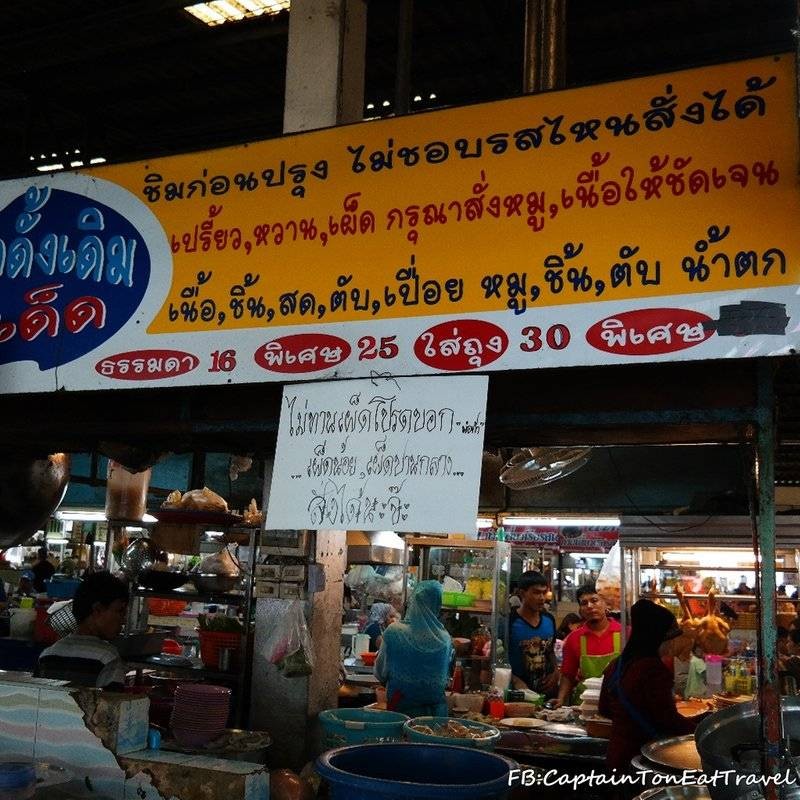 ชิมก่อนปรุง ไม่ชอบรสไหนสั่งได้
เปรี้ยว,หวาน,เผ็ด กรุณาสั่งหมู,เนื้อให้ชัดเจน
ดั้งเดิม
เด็ด
เนื้อ,ชิ้น,สด,ตับ,เปื่อย หมู,ชิ้น,ตับ น้ำตก
ธรรมดา 16 พิเศษ 25 ใส่ถุง 30 พิเศษ
ไม่ทานเผ็ดโปรดบอก
... เผ็ดน้อย,เผ็ดปานกลาง...
สั่งได้นะจ๊ะ
FB:CaptainTonEatTravel